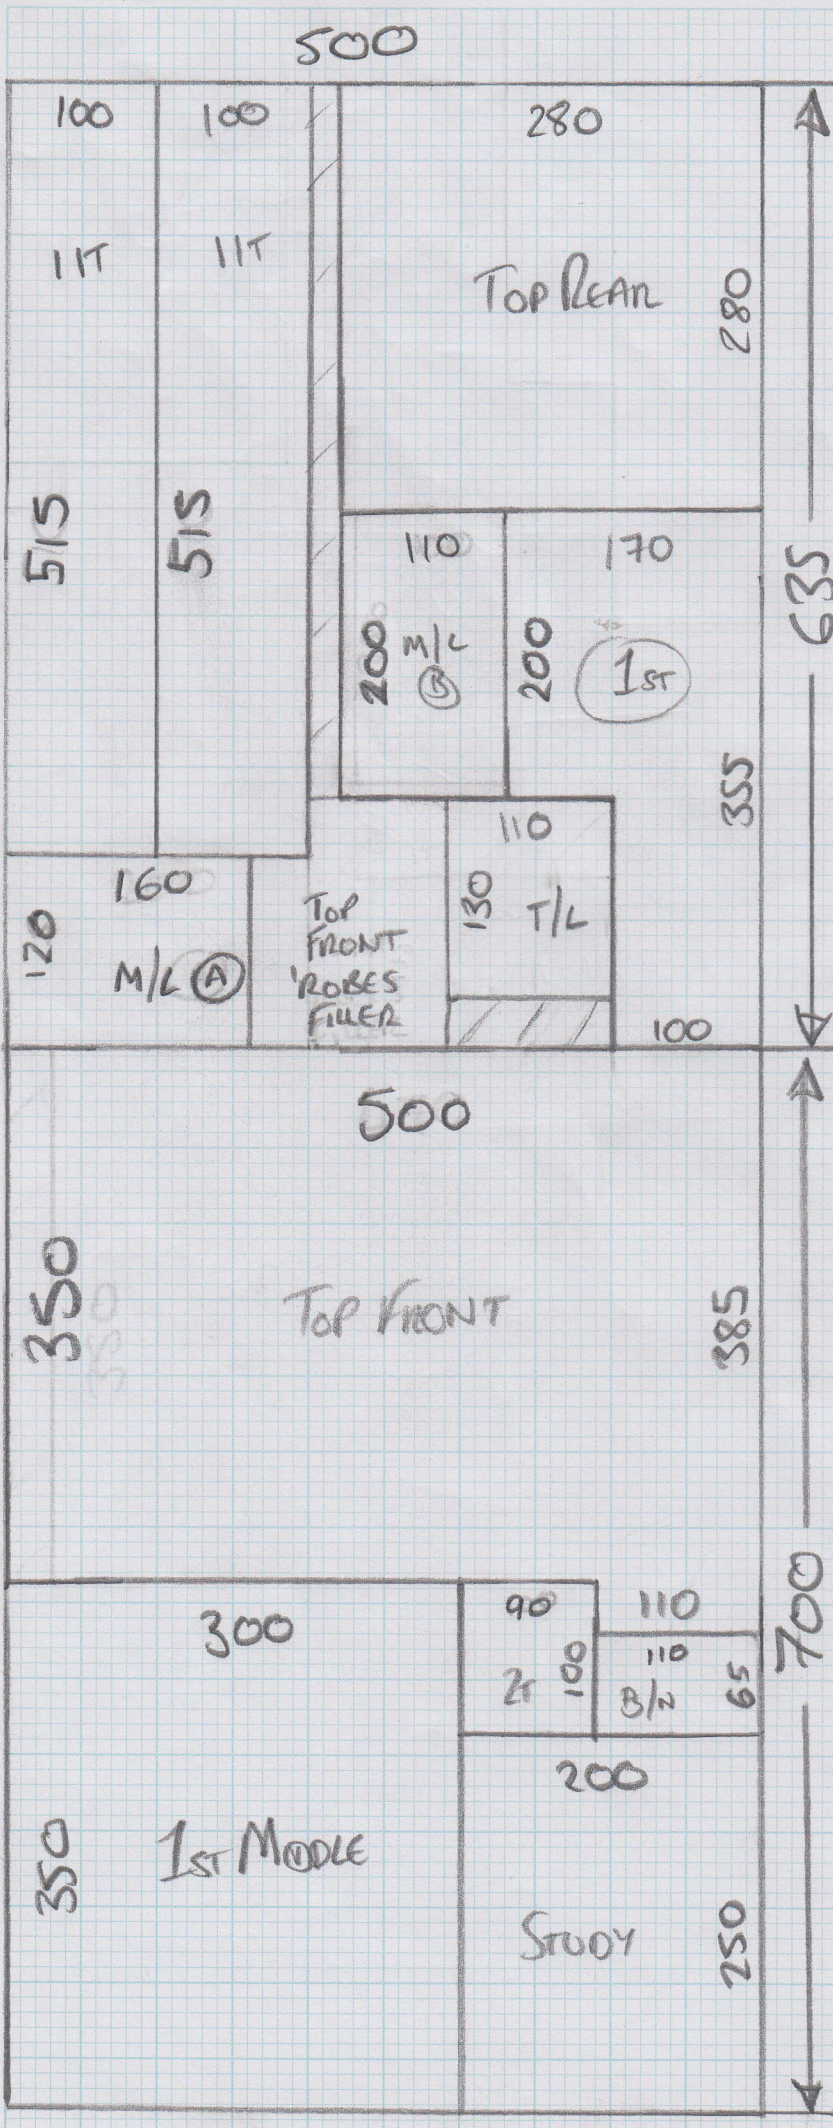 500
100
100
280
11T
11T
TOP REAR
280
515
515
635
110
170
200
M/L
B
200
1ST
355
110
160
120
M/L A
TOP
FRONT
'ROBES
FILLER
130
T/L
100
500
350
TOP FRONT
385
700
300
90
110
2T
100
110
B/N
65
200
350
1ST MIDDLE
STUDY
250